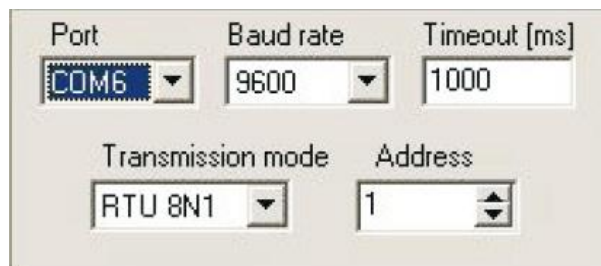 Port Baud rate Timeout [ms]
COM6 9600 1000
Transmission mode Address
RTU 8N1 1